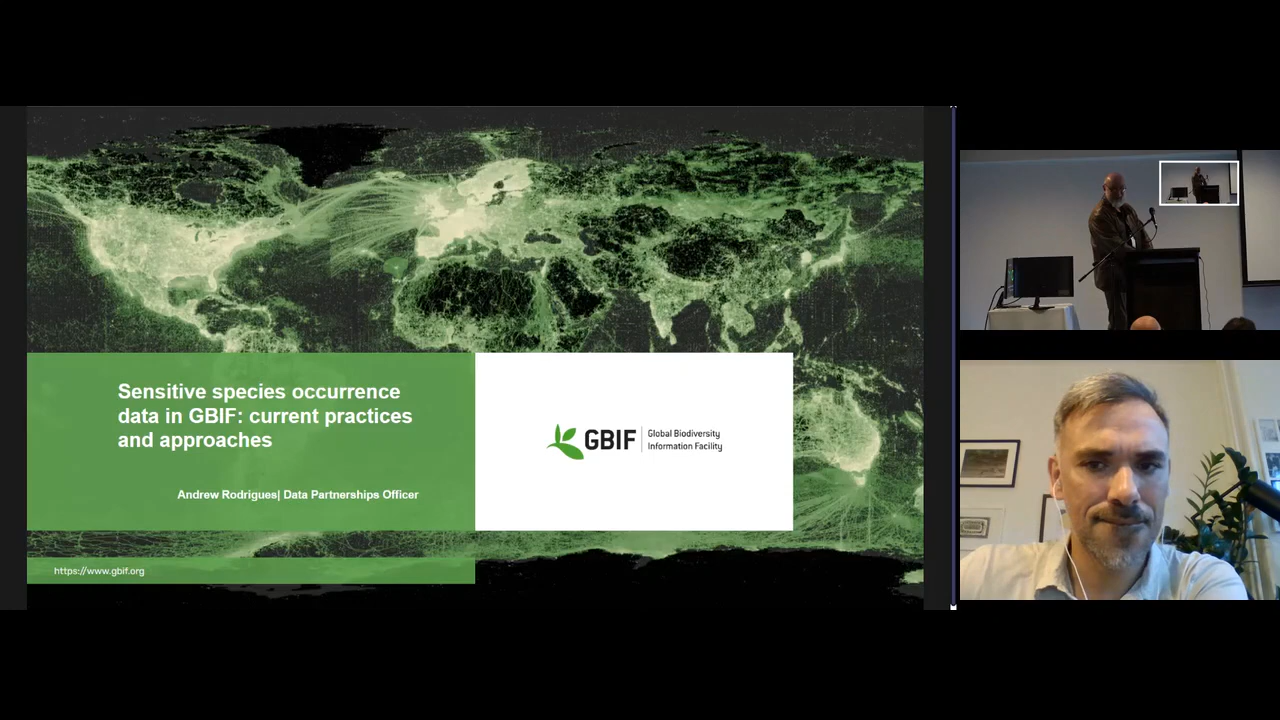 Sensitive species occurrence
data in GBIF: current practices
and approaches
Andrew Rodrigues| Data Partnerships Officer
https://www.gbif.org
GBIF
Global Biodiversity
Information Facility